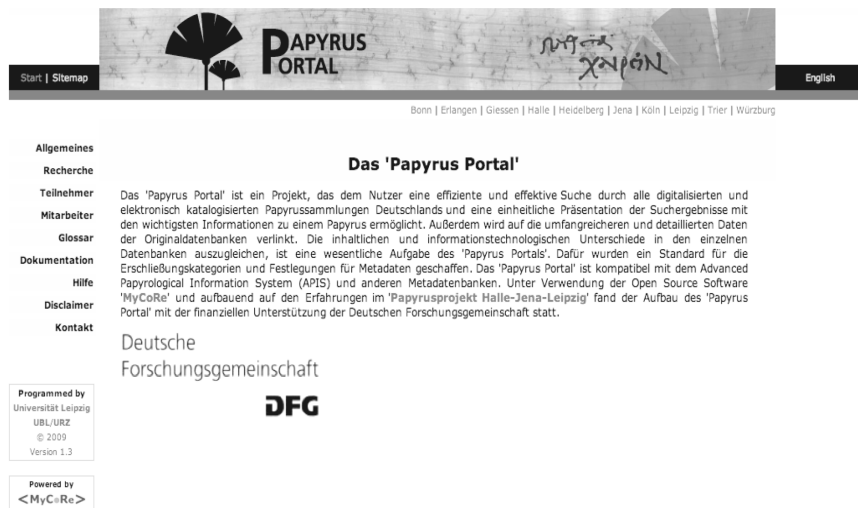 PAPYRUS
PORTAL
Start | Sitemap
English
Bonn | Erlangen | Giessen | Halle | Heidelberg | Jena | Köln | Leipzig | Trier | Würzburg
Allgemeines
Recherche
Teilnehmer
Mitarbeiter
Glossar
Dokumentation
Hilfe
Disclaimer
Kontakt
Programmed by
Universität Leipzig
UBL/URZ
© 2009
Version 1.3
Powered by
<MyCoRe>
Das 'Papyrus Portal'
Das 'Papyrus Portal' ist ein Projekt, das dem Nutzer eine effiziente und effektive Suche durch alle digitalisierten und
elektronisch katalogisierten Papyrussammlungen Deutschlands und eine einheitliche Präsentation der Suchergebnisse mit
den wichtigsten Informationen zu einem Papyrus ermöglicht. Außerdem wird auf die umfangreicheren und detaillierten Daten
der Originaldatenbanken verlinkt. Die inhaltlichen und informationstechnologischen Unterschiede in den einzelnen
Datenbanken auszugleichen, ist eine wesentliche Aufgabe des 'Papyrus Portals'. Dafür wurden ein Standard für die
Erschließungskategorien und Festlegungen für Metadaten geschaffen. Das 'Papyrus Portal' ist kompatibel mit dem Advanced
Papyrological Information System (APIS) und anderen Metadatenbanken. Unter Verwendung der Open Source Software
'MyCoRe' und aufbauend auf den Erfahrungen im 'Papyrusprojekt Halle-Jena-Leipzig' fand der Aufbau des 'Papyrus
Portal' mit der finanziellen Unterstützung der Deutschen Forschungsgemeinschaft statt.
Deutsche
Forschungsgemeinschaft
DFG